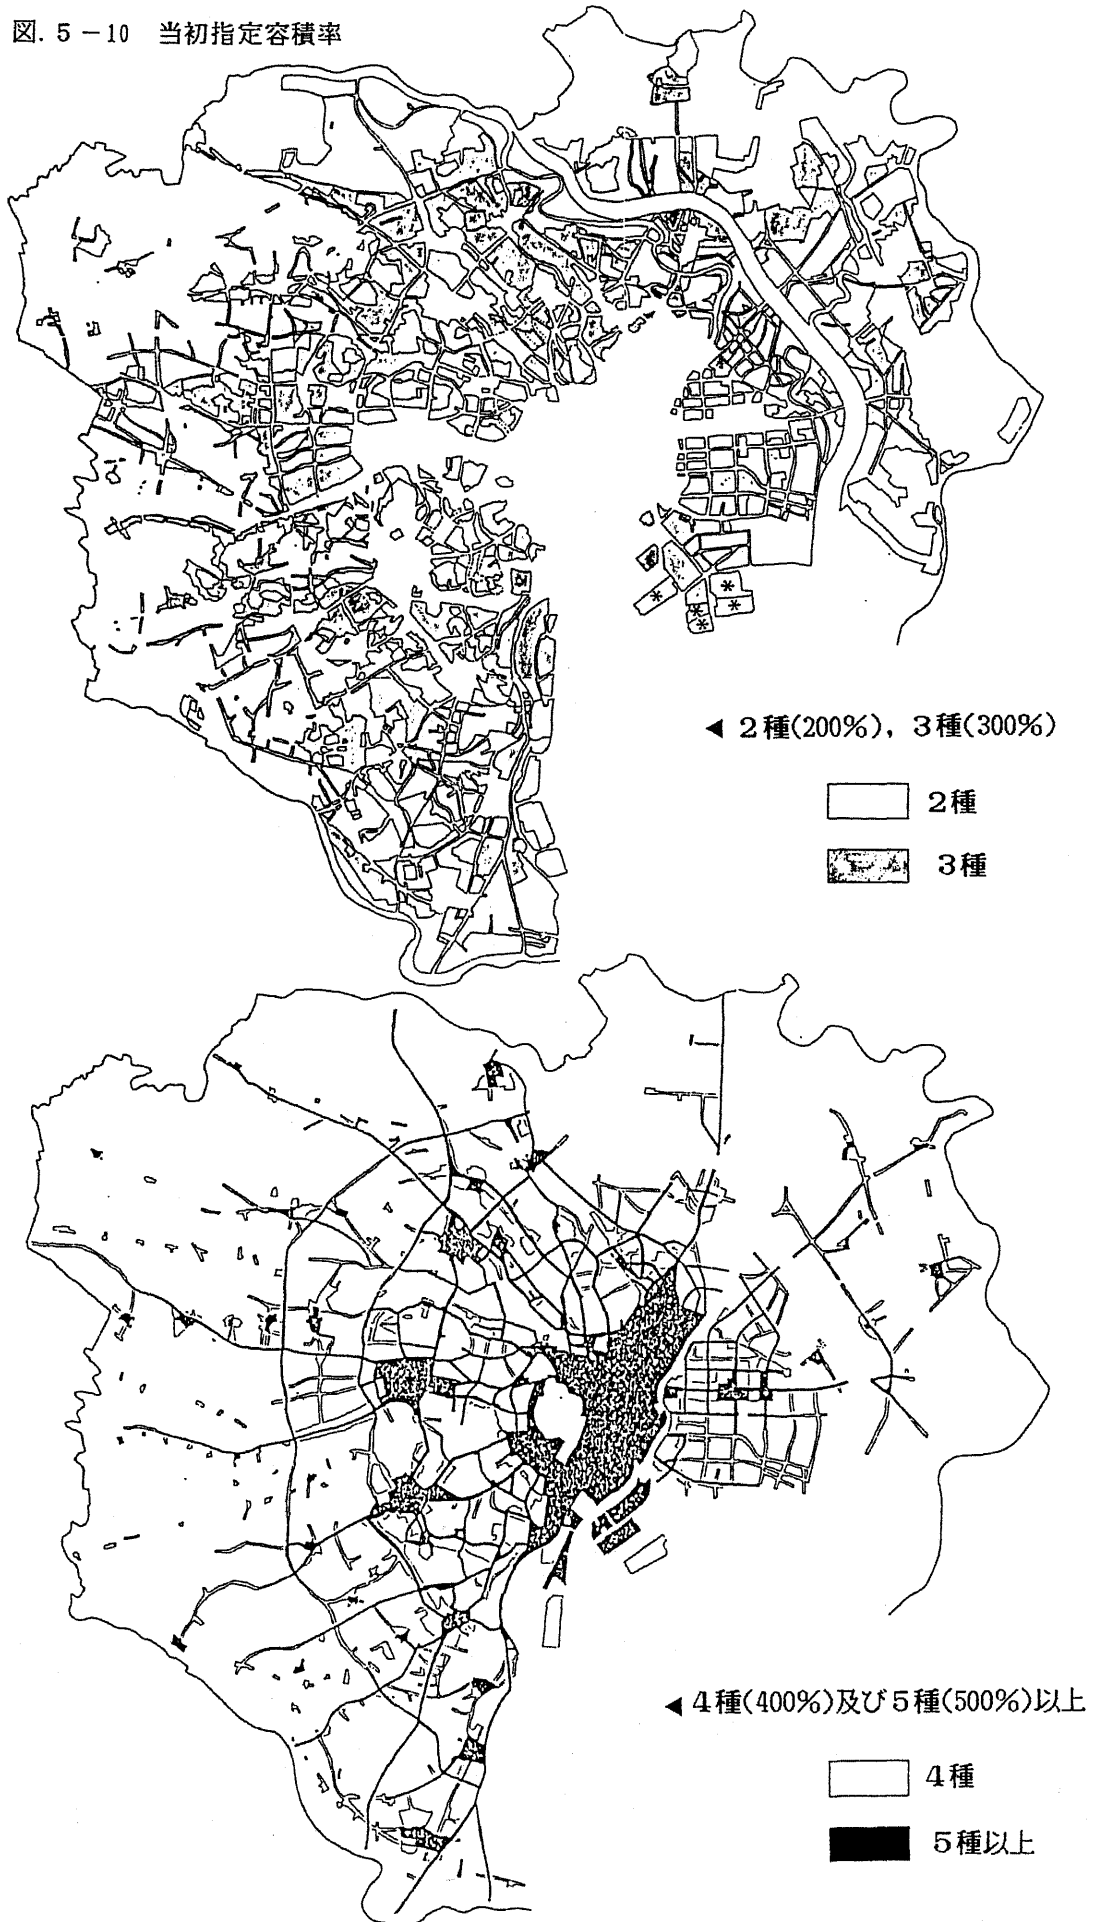 図.５－10　当初指定容積率
◀ ２種(200%)，３種(300%)
２種
３種
◀ ４種(400%)及び５種(500%)以上
４種
５種以上